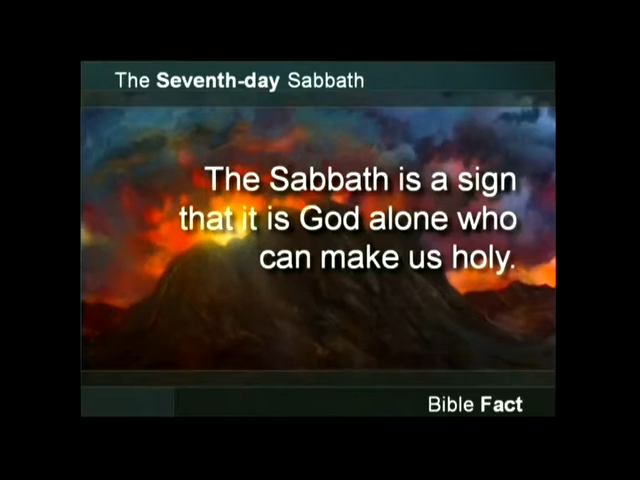 The Seventh-day Sabbath
The Sabbath is a sign
that it is God alone who
can make us holy.
Bible Fact